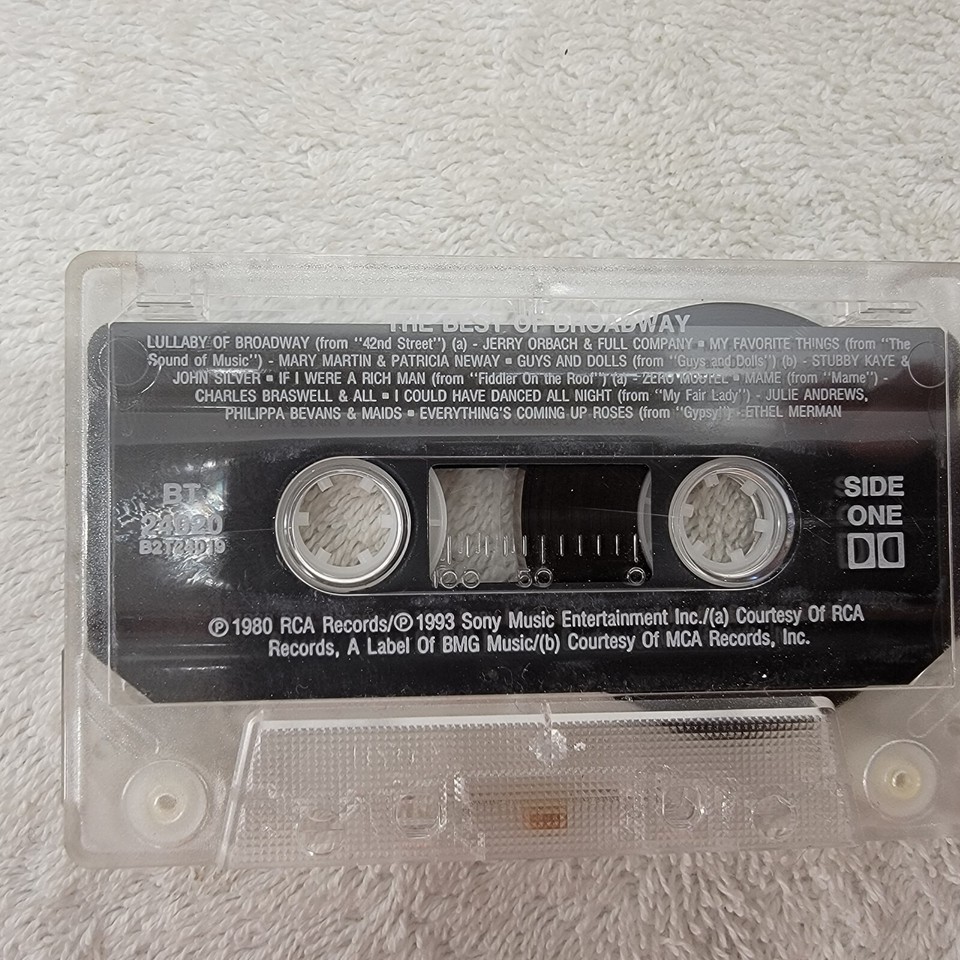 THE BEST OF BROADWAY
LULLABY OF BROADWAY (from "42nd Street") (a) - JERRY ORBACH & FULL COMPANY ▪ MY FAVORITE THINGS (from "The
Sound of Music") - MARY MARTIN & PATRICIA NEWAY ▪ GUYS AND DOLLS (from "Guys and Dolls") (b) - STUBBY KAYE &
JOHN SILVER ▪ IF I WERE A RICH MAN (from "Fiddler On the Roof") (a) - ZERO MOSTEL ▪ MAME (from "Mame") -
CHARLES BRASWELL & ALL ▪ I COULD HAVE DANCED ALL NIGHT (from "My Fair Lady") - JULIE ANDREWS,
PHILIPPA BEVANS & MAIDS ▪ EVERYTHING'S COMING UP ROSES (from "Gypsy") - ETHEL MERMAN
BT
24020
SIDE
ONE
100 50 0
℗ 1980 RCA Records/℗ 1993 Sony Music Entertainment Inc./(a) Courtesy Of RCA
Records, A Label Of BMG Music/(b) Courtesy Of MCA Records, Inc.